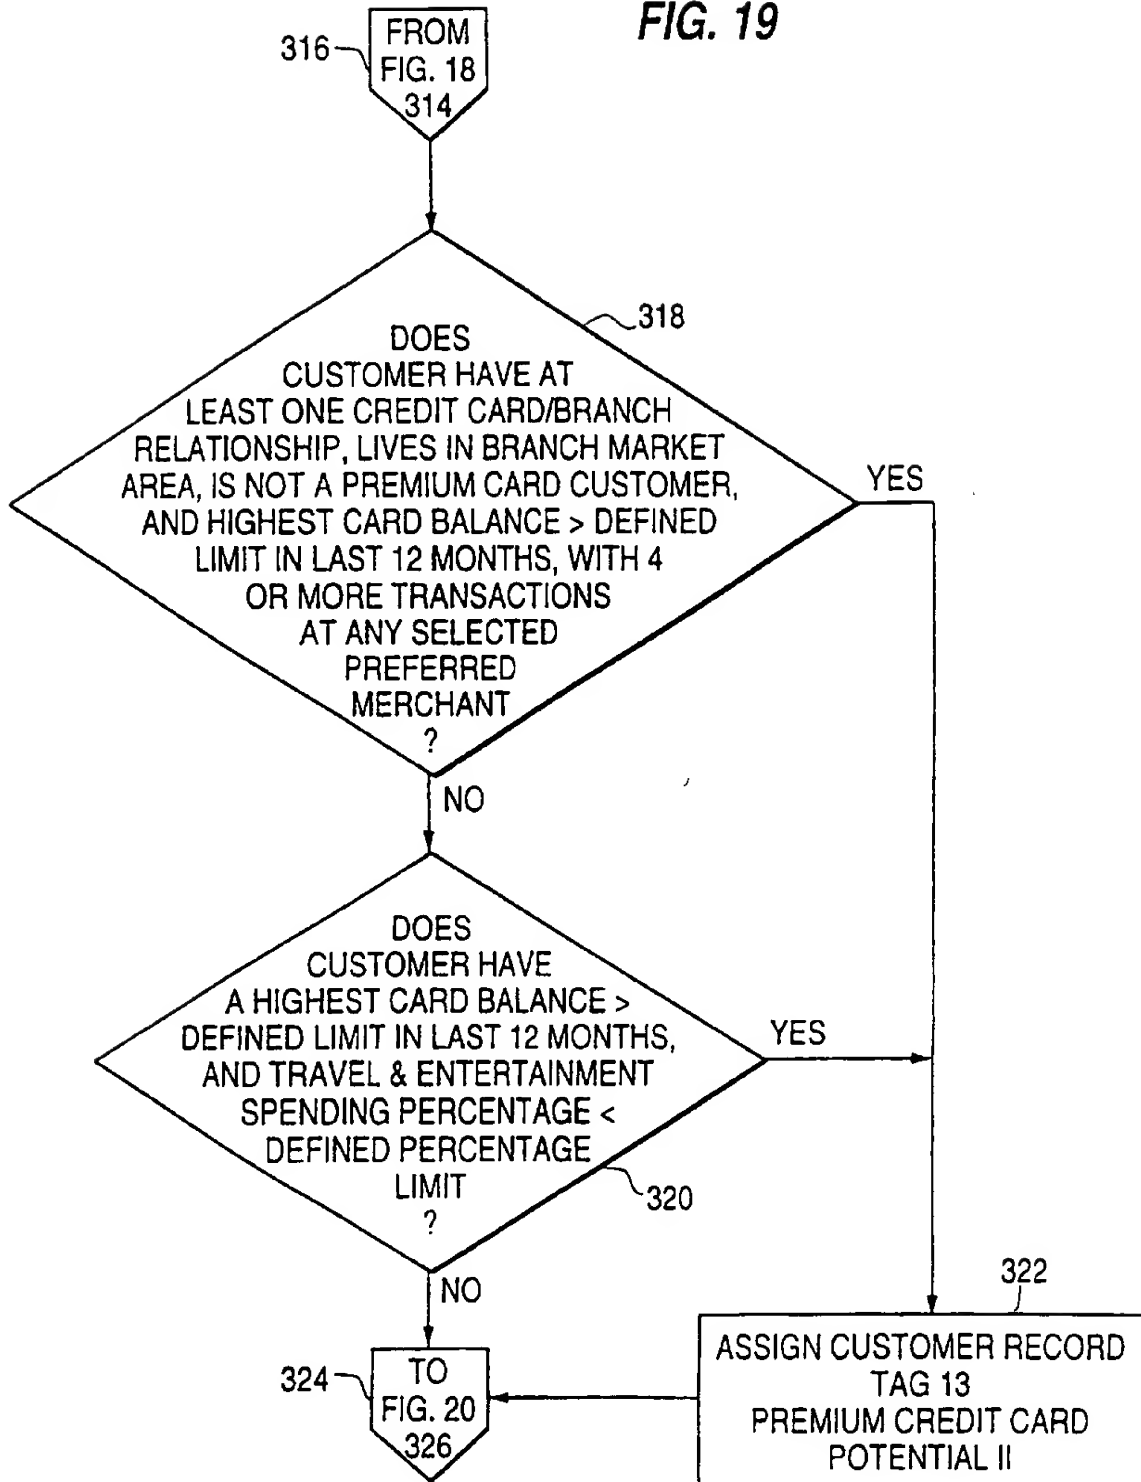 FIG. 19
FROM
FIG. 18
314
316
318
DOES
CUSTOMER HAVE AT
LEAST ONE CREDIT CARD/BRANCH
RELATIONSHIP, LIVES IN BRANCH MARKET
AREA, IS NOT A PREMIUM CARD CUSTOMER,
AND HIGHEST CARD BALANCE > DEFINED
LIMIT IN LAST 12 MONTHS, WITH 4
OR MORE TRANSACTIONS
AT ANY SELECTED
PREFERRED
MERCHANT
?
YES
NO
DOES
CUSTOMER HAVE
A HIGHEST CARD BALANCE >
DEFINED LIMIT IN LAST 12 MONTHS,
AND TRAVEL & ENTERTAINMENT
SPENDING PERCENTAGE <
DEFINED PERCENTAGE
LIMIT
?
YES
320
NO
322
ASSIGN CUSTOMER RECORD
TAG 13
PREMIUM CREDIT CARD
POTENTIAL II
324
TO
FIG. 20
326